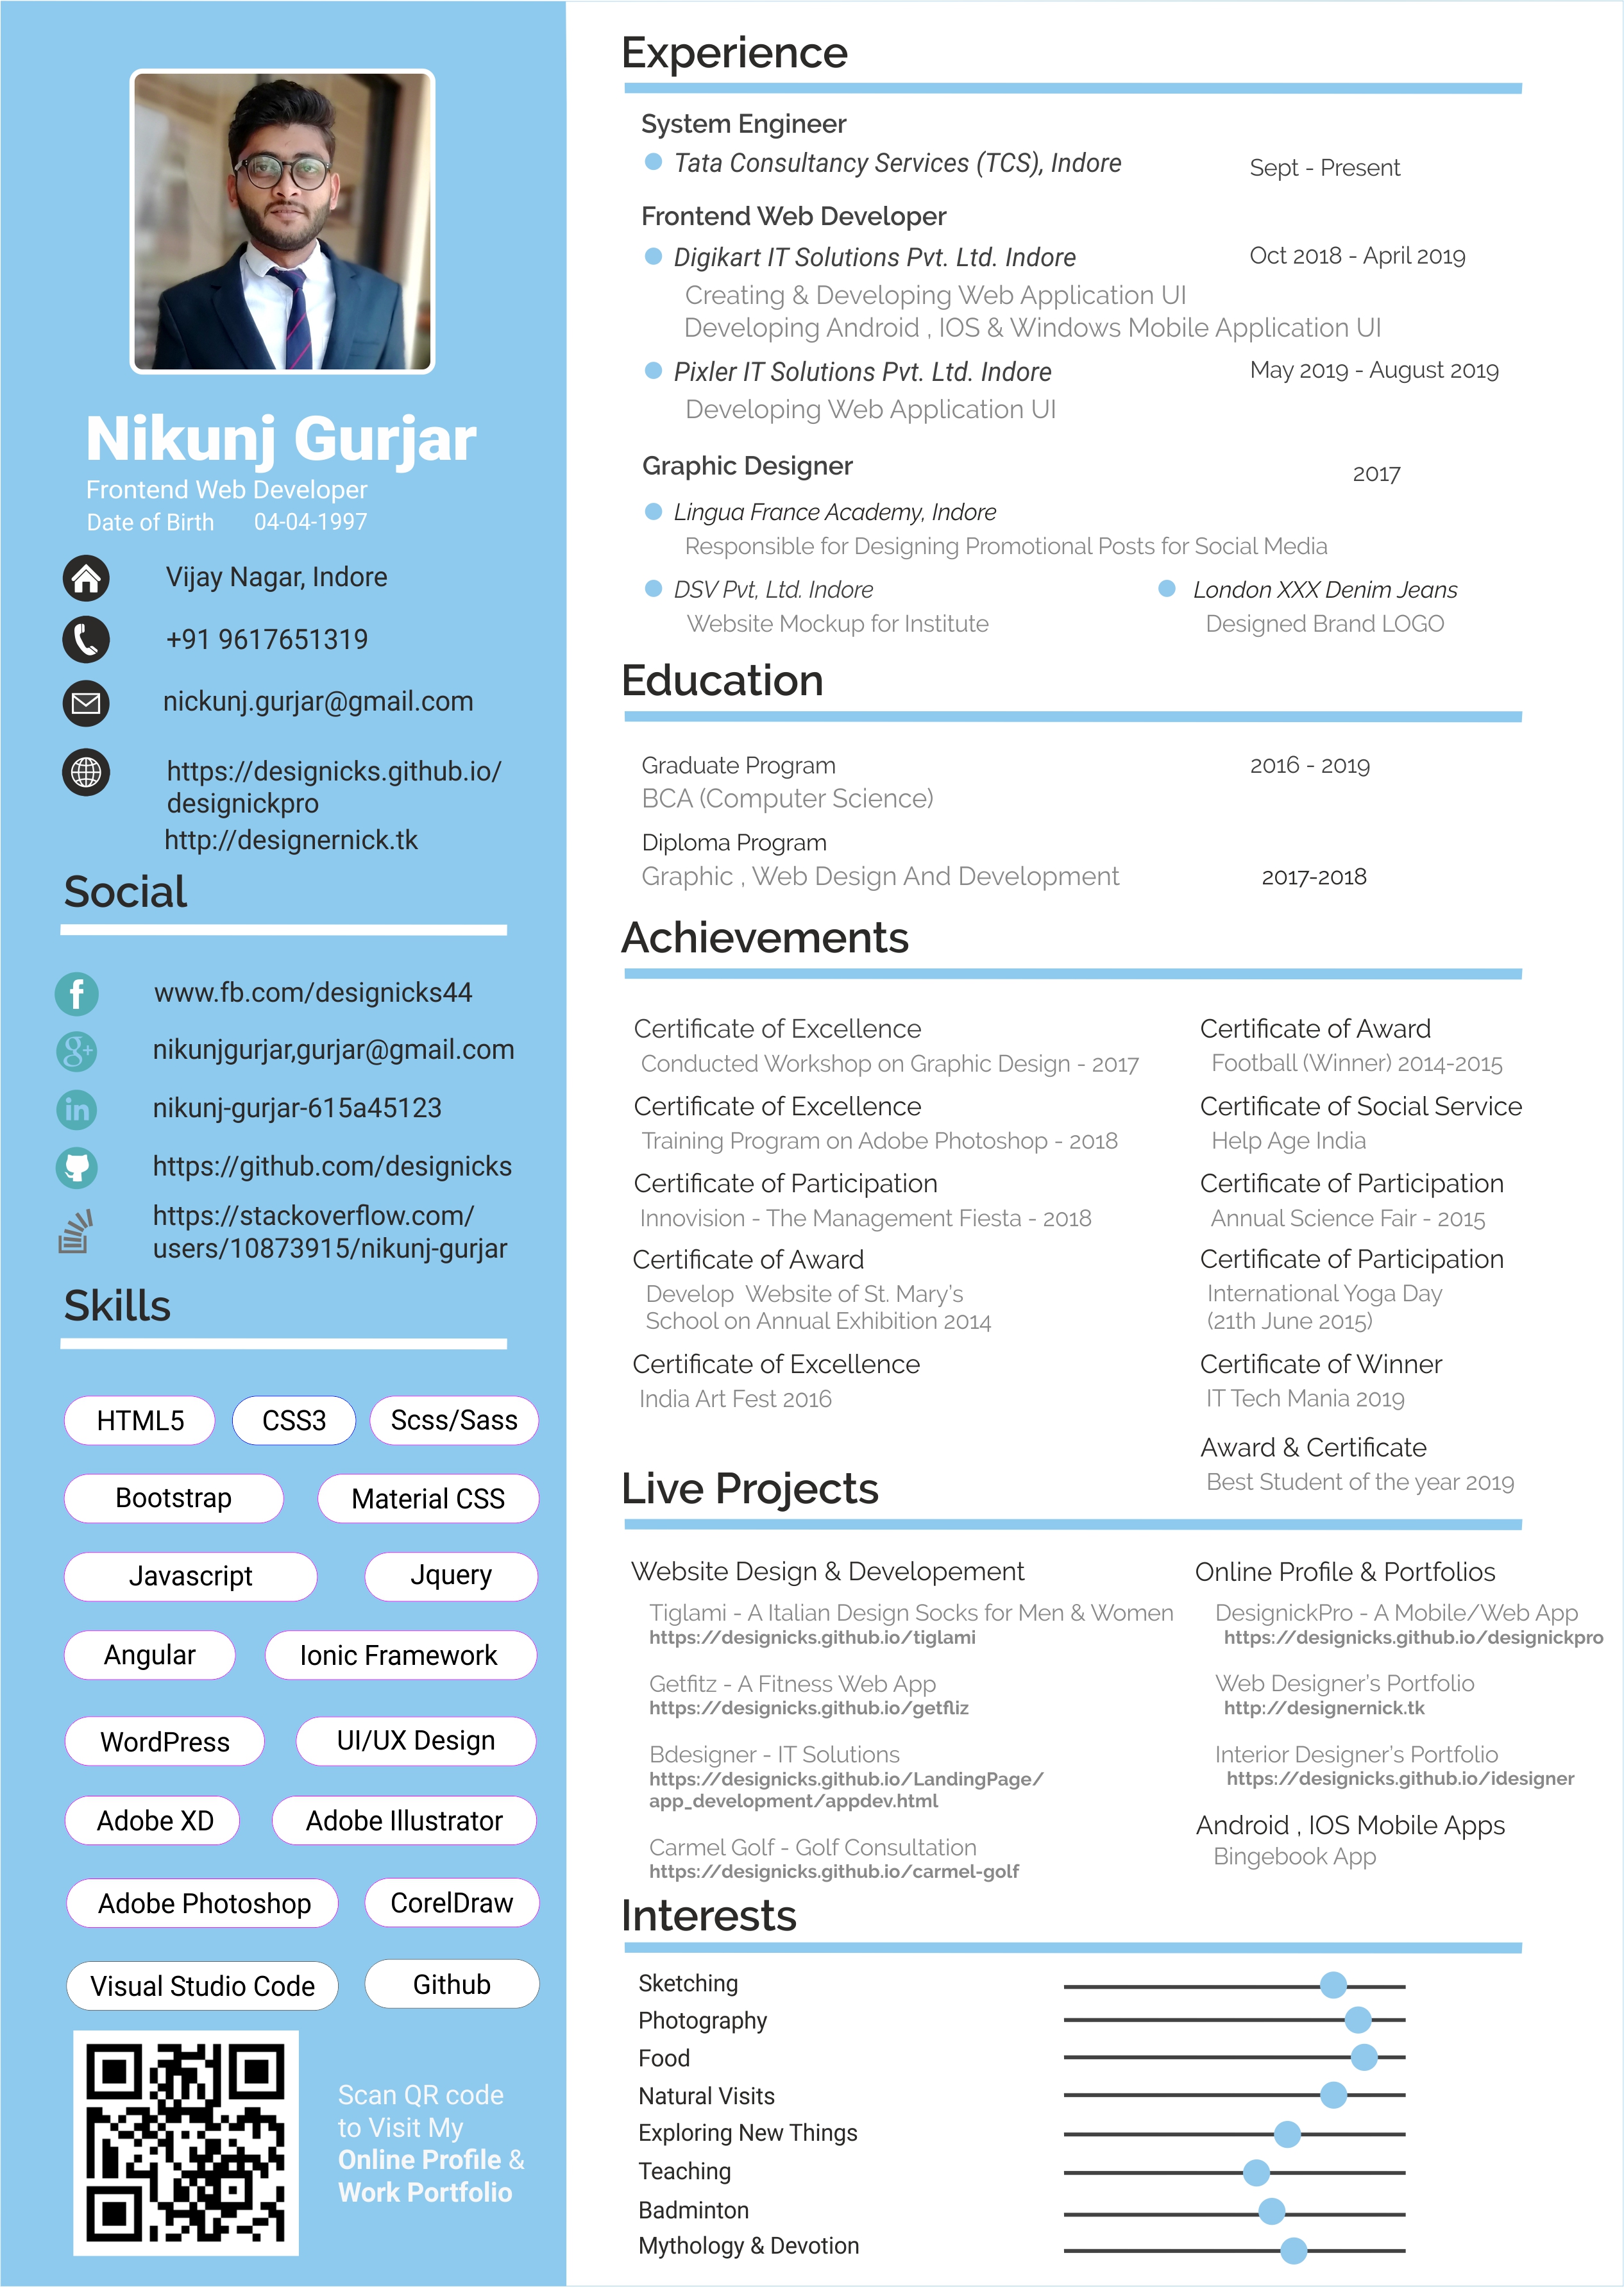 Nikunj Gurjar
Frontend Web Developer
Date of Birth 04-04-1997
Vijay Nagar, Indore
+91 9617651319
nickunj.gurjar@gmail.com
https://designicks.github.io/
designickpro
http://designernick.tk
Social
www.fb.com/designicks44
nikunjgurjar,gurjar@gmail.com
nikunj-gurjar-615a45123
https://github.com/designicks
https://stackoverflow.com/
users/10873915/nikunj-gurjar
Skills
HTML5 CSS3 Scss/Sass
Bootstrap Material CSS
Javascript Jquery
Angular Ionic Framework
WordPress UI/UX Design
Adobe XD Adobe Illustrator
Adobe Photoshop CorelDraw
Visual Studio Code Github
Scan QR code
to Visit My
Online Profile &
Work Portfolio
Experience
System Engineer
Tata Consultancy Services (TCS), Indore Sept - Present
Frontend Web Developer
Digikart IT Solutions Pvt. Ltd. Indore Oct 2018 - April 2019
Creating & Developing Web Application UI
Developing Android , IOS & Windows Mobile Application UI
Pixler IT Solutions Pvt. Ltd. Indore May 2019 - August 2019
Developing Web Application UI
Graphic Designer 2017
Lingua France Academy, Indore
Responsible for Designing Promotional Posts for Social Media
DSV Pvt, Ltd. Indore
Website Mockup for Institute
London XXX Denim Jeans
Designed Brand LOGO
Education
Graduate Program 2016 - 2019
BCA (Computer Science)
Diploma Program
Graphic , Web Design And Development 2017-2018
Achievements
Certificate of Excellence
Conducted Workshop on Graphic Design - 2017
Certificate of Excellence
Training Program on Adobe Photoshop - 2018
Certificate of Participation
Innovision - The Management Fiesta - 2018
Certificate of Award
Develop Website of St. Mary's
School on Annual Exhibition 2014
Certificate of Excellence
India Art Fest 2016
Certificate of Award
Football (Winner) 2014-2015
Certificate of Social Service
Help Age India
Certificate of Participation
Annual Science Fair - 2015
Certificate of Participation
International Yoga Day
(21th June 2015)
Certificate of Winner
IT Tech Mania 2019
Award & Certificate
Best Student of the year 2019
Live Projects
Website Design & Developement
Tiglami - A Italian Design Socks for Men & Women
https://designicks.github.io/tiglami
Getfitz - A Fitness Web App
https://designicks.github.io/getfliz
Bdesigner - IT Solutions
https://designicks.github.io/LandingPage/
app_development/appdev.html
Carmel Golf - Golf Consultation
https://designicks.github.io/carmel-golf
Online Profile & Portfolios
DesignickPro - A Mobile/Web App
https://designicks.github.io/designickpro
Web Designer's Portfolio
http://designernick.tk
Interior Designer's Portfolio
https://designicks.github.io/idesigner
Android , IOS Mobile Apps
Bingebook App
Interests
Sketching
Photography
Food
Natural Visits
Exploring New Things
Teaching
Badminton
Mythology & Devotion